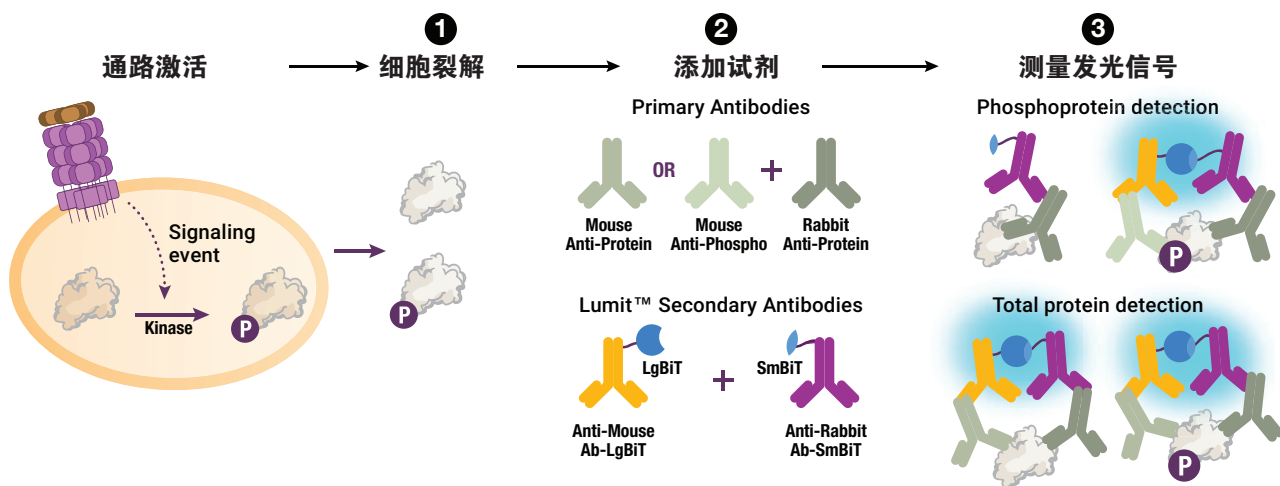 1
2
3
通路激活
细胞裂解
添加试剂
测量发光信号
Signaling
event
Kinase
P
P
Primary Antibodies
OR
+
Mouse
Anti-Protein
Mouse
Anti-Phospho
Rabbit
Anti-Protein
Lumit™ Secondary Antibodies
LgBiT
+
SmBiT
Anti-Mouse
Ab-LgBiT
Anti-Rabbit
Ab-SmBiT
Phosphoprotein detection
P
Total protein detection
P